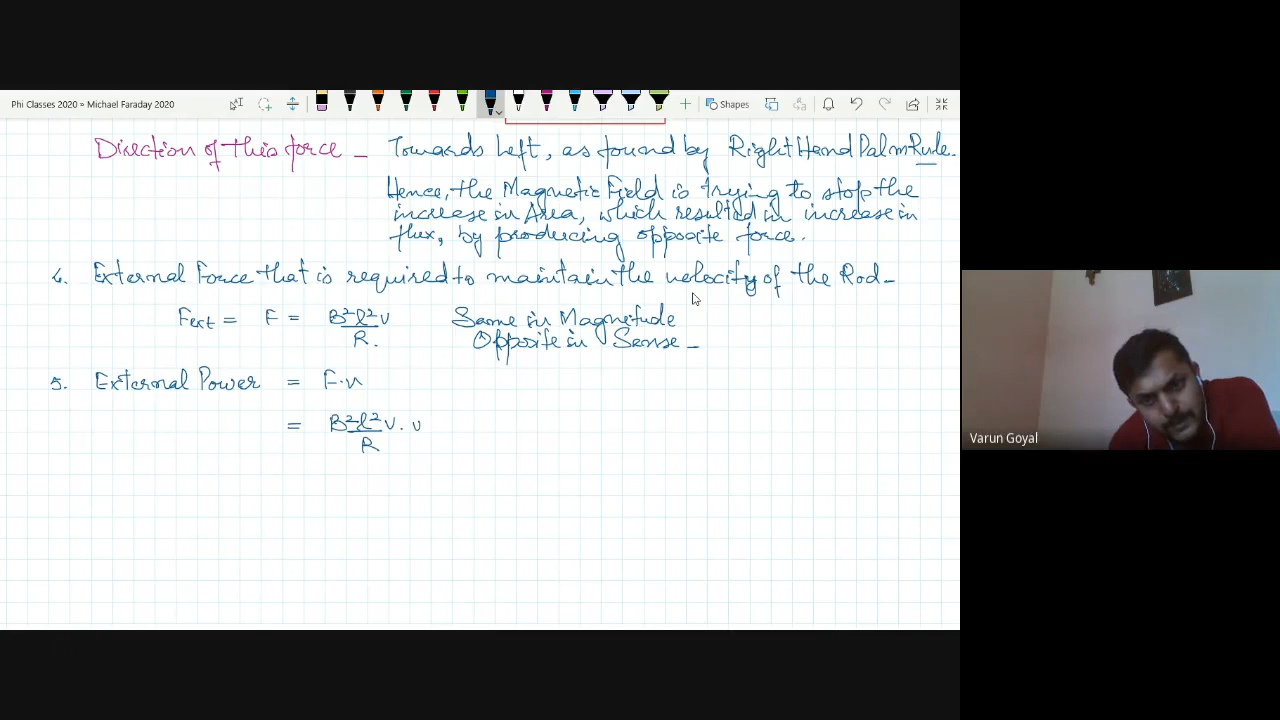 Phi Classes 2020 » Michael Faraday 2020
Shapes
Direction of this force – Towards Left, as found by Right Hand Palm Rule.
Hence, the Magnetic Field is trying to stop the
increase in Area, which resulted in increase in
flux, by producing opposite force.
External Force that is required to maintain the velocity of the Rod –
Fext = F = B²l²v/R. Same in Magnitude
Opposite in Sense –
5. External Power = F.v
= B²l²v/R . v
Varun Goyal